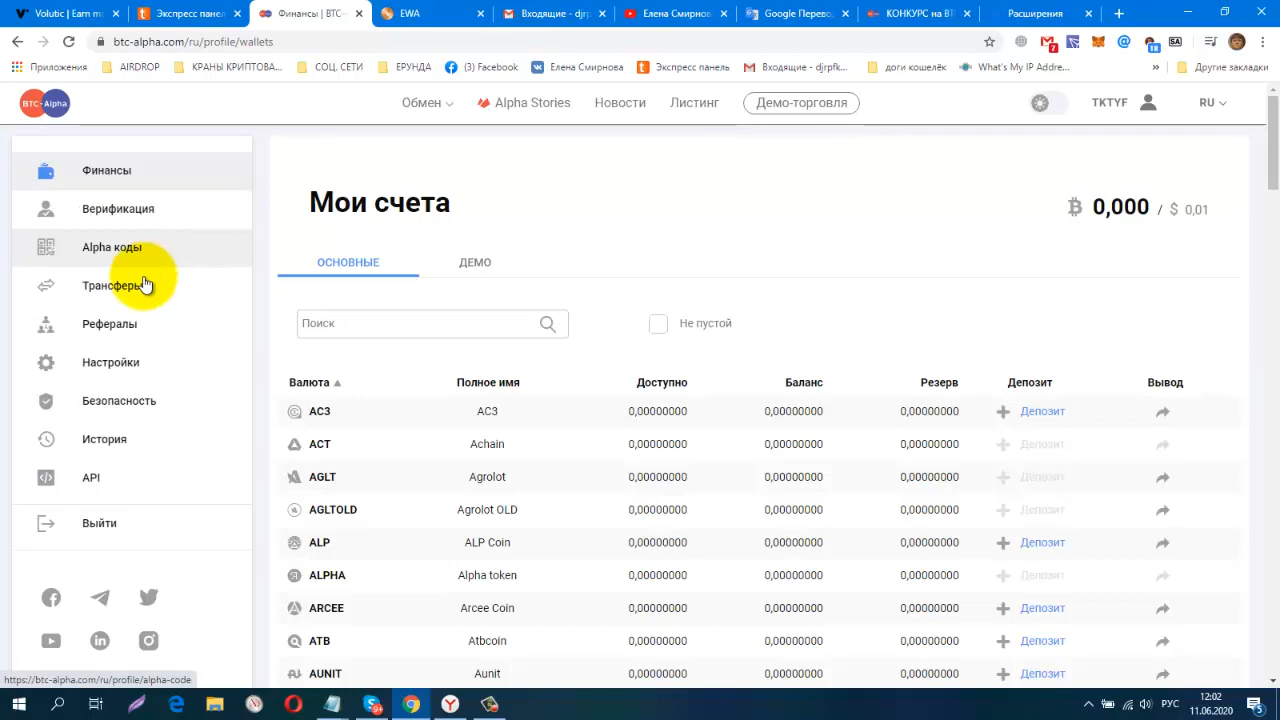 Volutic | Earn mo
Экспресс панел
Финансы | BTC-
EWA
Входящие - djrp
Елена Смирнов
Google Перево
КОНКУРС на BT
Расширения
btc-alpha.com/ru/profile/wallets
7
18
SA
Приложения
AIRDROP
КРАНЫ КРИПТОВА...
СОЦ. СЕТИ
ЕРУНДА
(3) Facebook
Елена Смирнова
Экспресс панель
Входящие - djrpfk...
доги кошелёк
What's My IP Addre...
»
Другие закладки
BTC-Alpha
Обмен
Alpha Stories
Новости
Листинг
Демо-торговля
TKTYF
RU
Финансы
Верификация
Alpha коды
Трансферы
Рефералы
Настройки
Безопасность
История
API
Выйти
Мои счета
0,000 / $ 0,01
ОСНОВНЫЕ
ДЕМО
Поиск
Не пустой
Валюта ▲ Полное имя Доступно Баланс Резерв Депозит Вывод
AC3 AC3 0,00000000 0,00000000 0,00000000 Депозит
ACT Achain 0,00000000 0,00000000 0,00000000 Депозит
AGLT Agrolot 0,00000000 0,00000000 0,00000000 Депозит
AGLTOLD Agrolot OLD 0,00000000 0,00000000 0,00000000 Депозит
ALP ALP Coin 0,00000000 0,00000000 0,00000000 Депозит
ALPHA Alpha token 0,00000000 0,00000000 0,00000000 Депозит
ARCEE Arcee Coin 0,00000000 0,00000000 0,00000000 Депозит
ATB Atbcoin 0,00000000 0,00000000 0,00000000 Депозит
AUNIT Aunit 0,00000000 0,00000000 0,00000000 Депозит
https://btc-alpha.com/ru/profile/alpha-code
РУС
12:02
11.06.2020
5